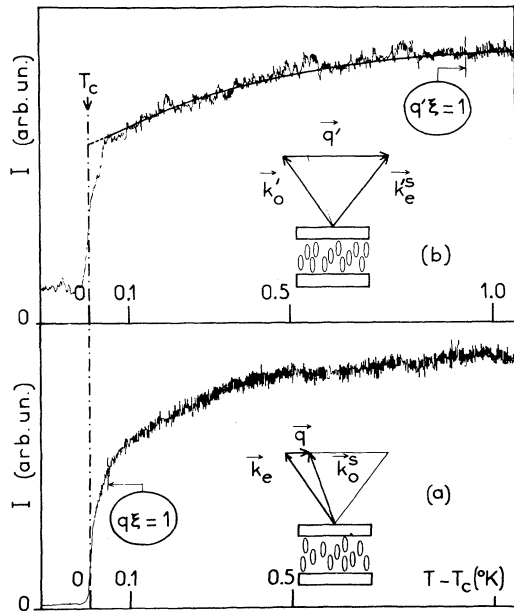 I (arb. un.)
T_c
q'ξ = 1
q⃗'
k⃗'_o
k⃗'^s_e
(b)
0
0
0.1
0.5
1.0
I (arb. un.)
q⃗
k⃗_e
k⃗^s_o
qξ = 1
(a)
0
0
0.1
0.5
T – T_c (°K)